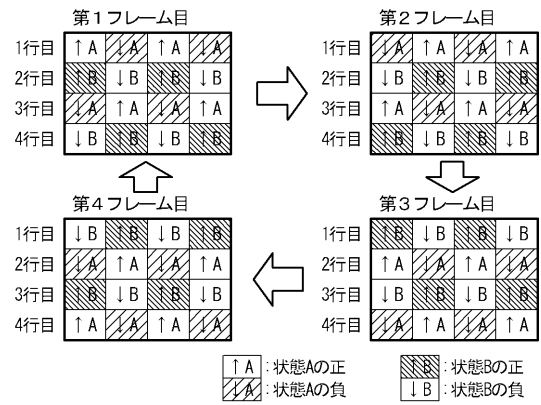 第1フレーム目
1行目 ↑A ↓A ↑A ↓A
2行目 ↑B ↓B ↑B ↓B
3行目 ↓A ↑A ↓A ↑A
4行目 ↓B ↑B ↓B ↑B
第2フレーム目
1行目 ↓A ↑A ↓A ↑A
2行目 ↓B ↑B ↓B ↑B
3行目 ↑A ↓A ↑A ↓A
4行目 ↑B ↓B ↑B ↓B
第4フレーム目
1行目 ↓B ↑B ↓B ↑B
2行目 ↓A ↑A ↓A ↑A
3行目 ↑B ↓B ↑B ↓B
4行目 ↑A ↓A ↑A ↓A
第3フレーム目
1行目 ↑B ↓B ↑B ↓B
2行目 ↑A ↓A ↑A ↓A
3行目 ↓B ↑B ↓B ↑B
4行目 ↓A ↑A ↓A ↑A
↑A :状態Aの正
↓A :状態Aの負
↑B :状態Bの正
↓B :状態Bの負